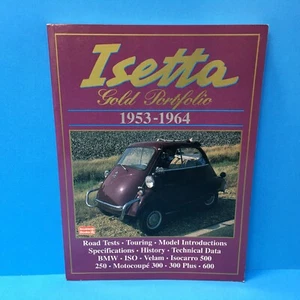 Isetta
Gold Portfolio
1953-1964
Road Tests • Touring • Model Introductions
Specifications • History • Technical Data
BMW • ISO • Velam • Isocarro 500
250 • Motocoupé 300 • 300 Plus • 600